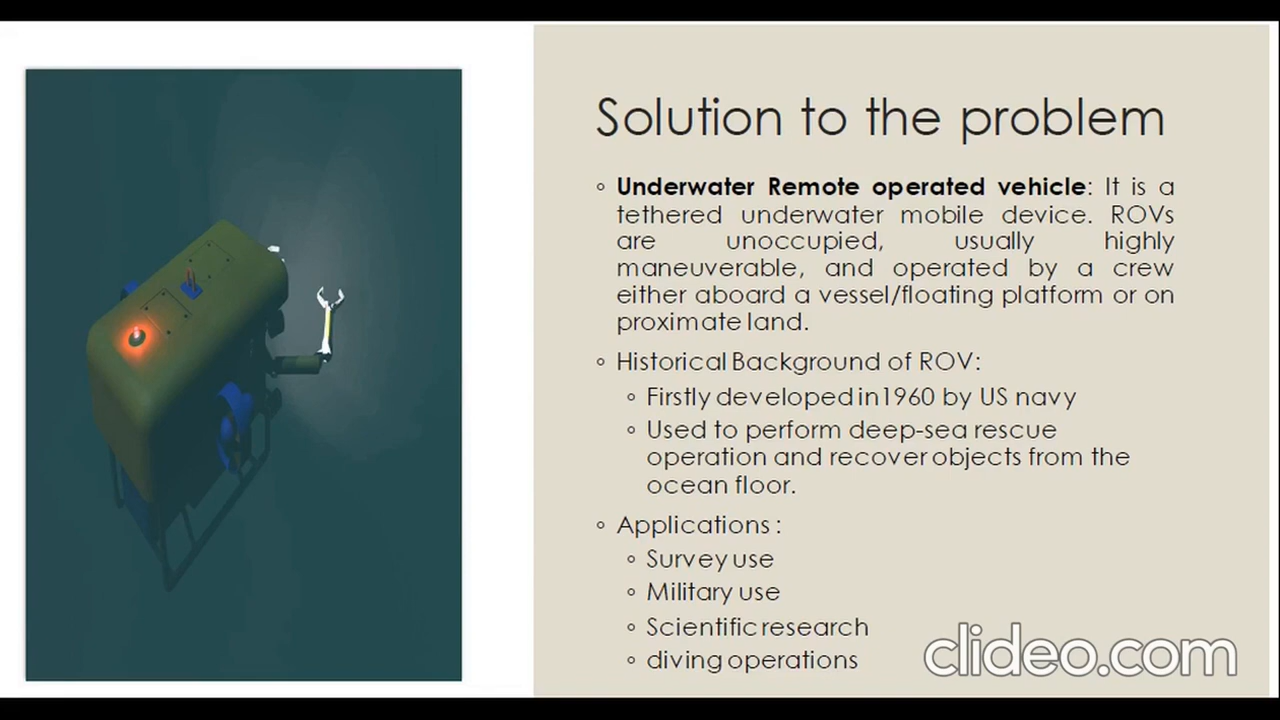 Solution to the problem
◦ Underwater Remote operated vehicle: It is a
tethered underwater mobile device. ROVs
are unoccupied, usually highly
maneuverable, and operated by a crew
either aboard a vessel/floating platform or on
proximate land.
◦ Historical Background of ROV:
◦ Firstly developed in1960 by US navy
◦ Used to perform deep-sea rescue
operation and recover objects from the
ocean floor.
◦ Applications :
◦ Survey use
◦ Military use
◦ Scientific research
◦ diving operations
clideo.com